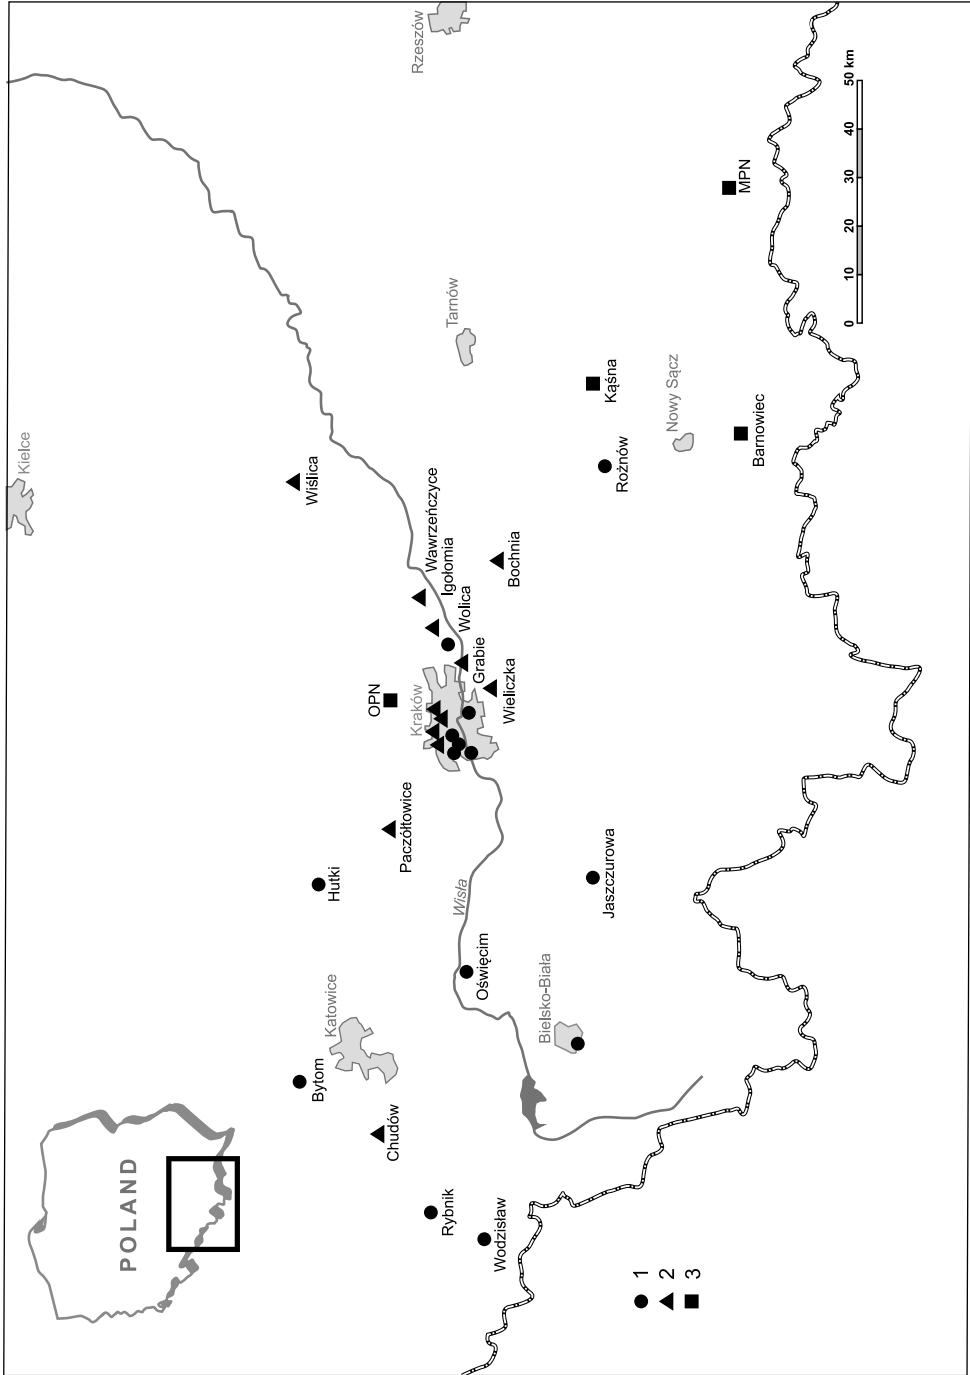 POLAND
Kielce
Rzeszów
Wiślica
Tarnów
Wawrzeńczyce
Igołomia
Wolica
Grabie
Wieliczka
Bochnia
OPN
Kraków
Paczółtowice
Hutki
Katowice
Bytom
Chudów
Rybnik
Wodzisław
Oświęcim
Wisła
Bielsko-Biała
Jaszczurowa
Rożnów
Kąśna
Nowy Sącz
Barnowiec
MPN
0 10 20 30 40 50 km
1
2
3